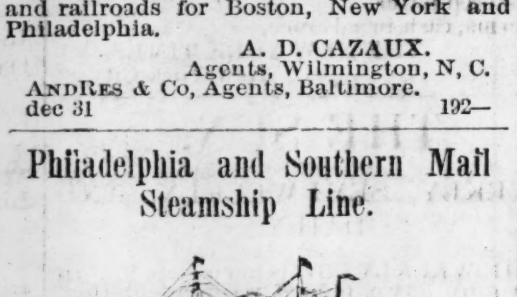 and railroads for Boston, New York and
Philadelphia.
A. D. CAZAUX.
Agents, Wilmington, N, C.
ANDRES & Co, Agents, Baltimore.
dec 31 192—
Philadelphia and Southern Mail
Steamship Line.